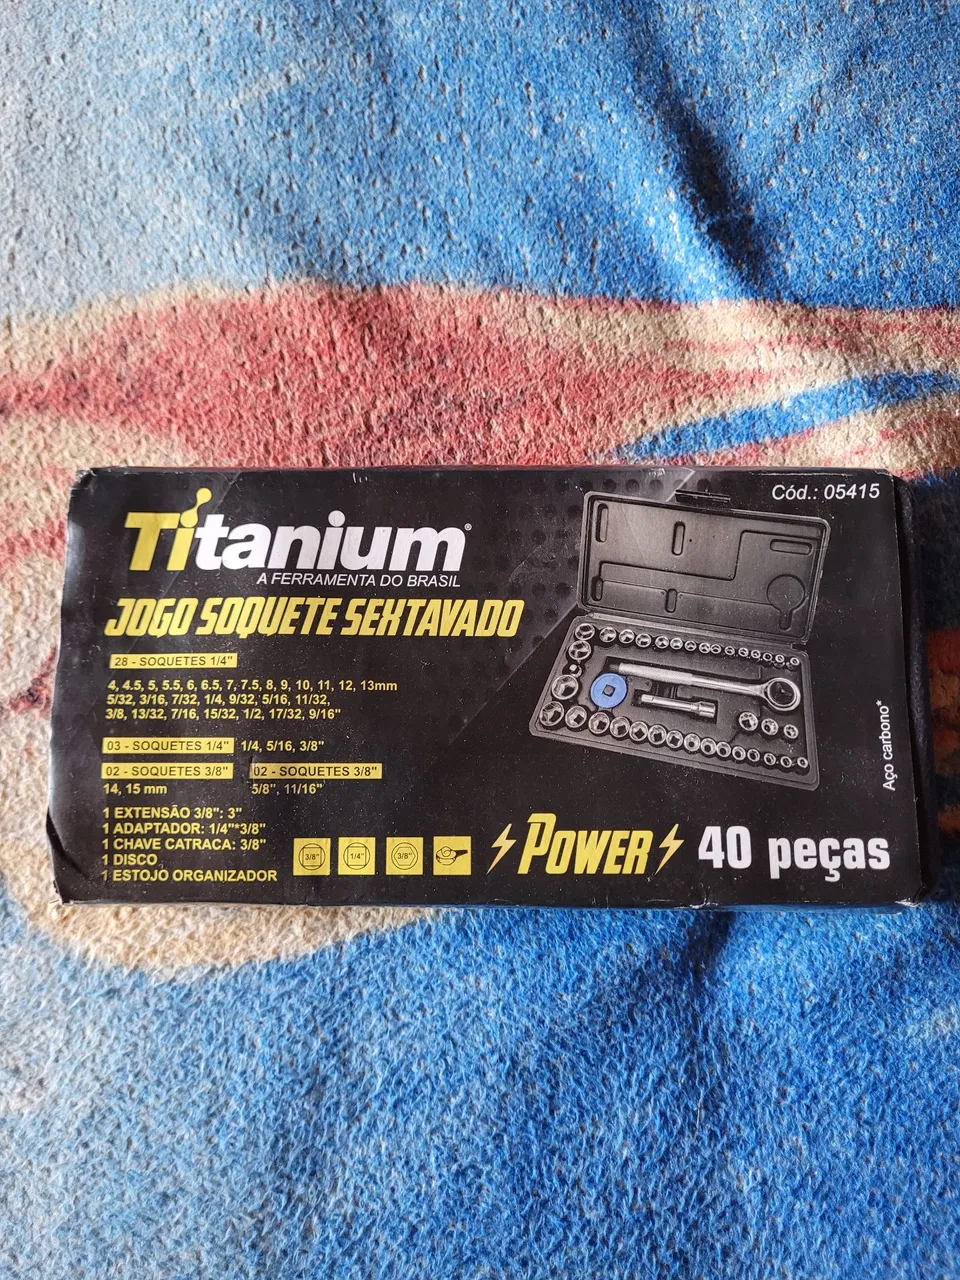 Cód.: 05415
Titanium®
A FERRAMENTA DO BRASIL
JOGO SOQUETE SEXTAVADO
28 - SOQUETES 1/4"
4, 4.5, 5, 5.5, 6, 6.5, 7, 7.5, 8, 9, 10, 11, 12, 13mm
5/32, 3/16, 7/32, 1/4, 9/32, 5/16, 11/32,
3/8, 13/32, 7/16, 15/32, 1/2, 17/32, 9/16"
03 - SOQUETES 1/4" 1/4, 5/16, 3/8"
02 - SOQUETES 3/8" 02 - SOQUETES 3/8"
14, 15 mm 5/8", 11/16"
1 EXTENSÃO 3/8": 3"
1 ADAPTADOR: 1/4"*3/8"
1 CHAVE CATRACA: 3/8"
1 DISCO
1 ESTOJO ORGANIZADOR
3/8" 1/4" 3/8"
POWER 40 peças
Aço carbono*